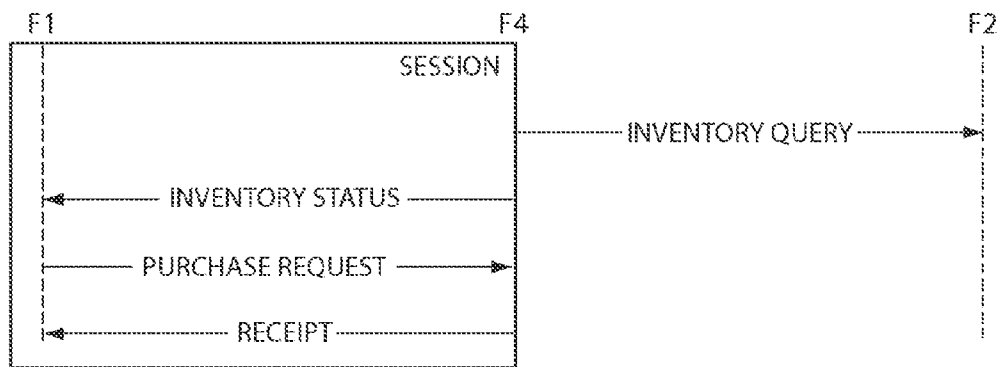 F1 F4 F2
SESSION
INVENTORY QUERY
INVENTORY STATUS
PURCHASE REQUEST
RECEIPT